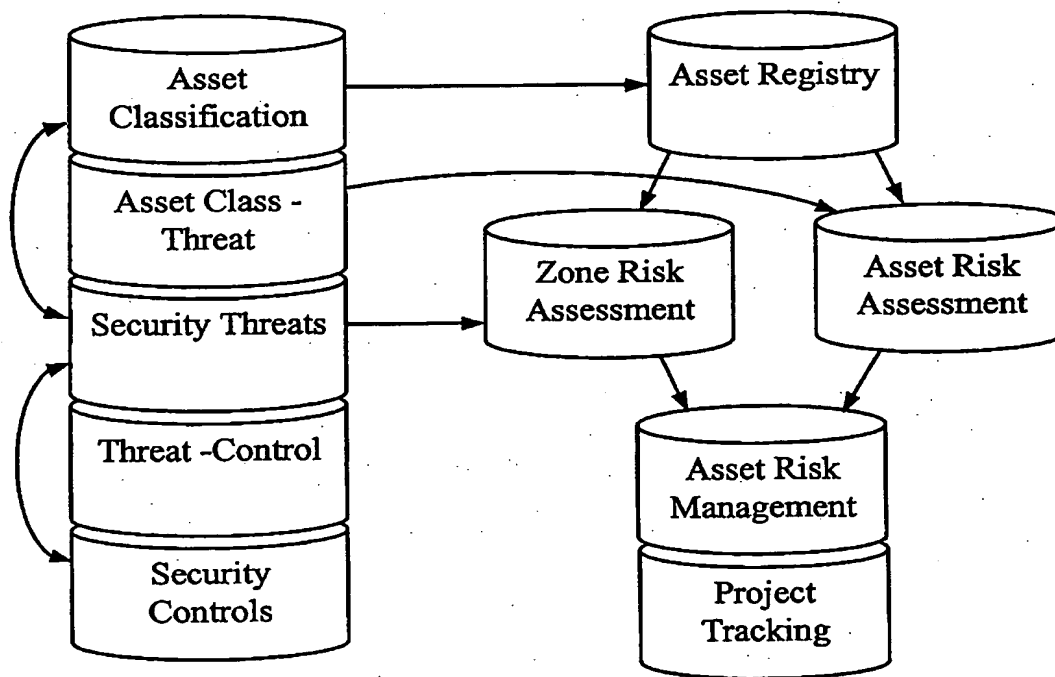 Asset
Classification
Asset Class -
Threat
Security Threats
Threat -Control
Security
Controls
Asset Registry
Zone Risk
Assessment
Asset Risk
Assessment
Asset Risk
Management
Project
Tracking